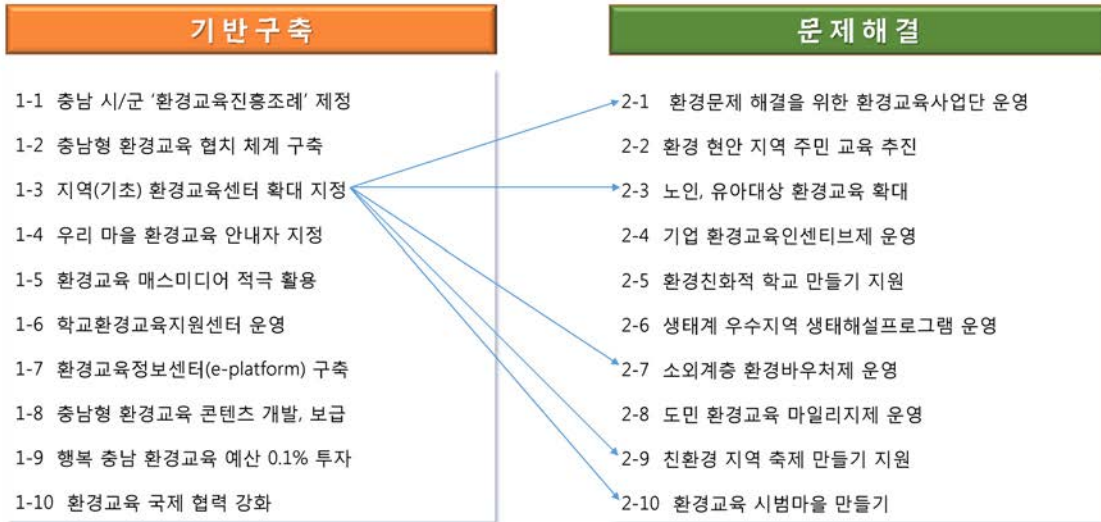 기반구축
1-1 충남 시/군 ‘환경교육진흥조례’ 제정
1-2 충남형 환경교육 협치 체계 구축
1-3 지역(기초) 환경교육센터 확대 지정
1-4 우리 마을 환경교육 안내자 지정
1-5 환경교육 매스미디어 적극 활용
1-6 학교환경교육지원센터 운영
1-7 환경교육정보센터(e-platform) 구축
1-8 충남형 환경교육 콘텐츠 개발, 보급
1-9 행복 충남 환경교육 예산 0.1% 투자
1-10 환경교육 국제 협력 강화
문제해결
2-1 환경문제 해결을 위한 환경교육사업단 운영
2-2 환경 현안 지역 주민 교육 추진
2-3 노인, 유아대상 환경교육 확대
2-4 기업 환경교육인센티브제 운영
2-5 환경친화적 학교 만들기 지원
2-6 생태계 우수지역 생태해설프로그램 운영
2-7 소외계층 환경바우처제 운영
2-8 도민 환경교육 마일리지제 운영
2-9 친환경 지역 축제 만들기 지원
2-10 환경교육 시범마을 만들기